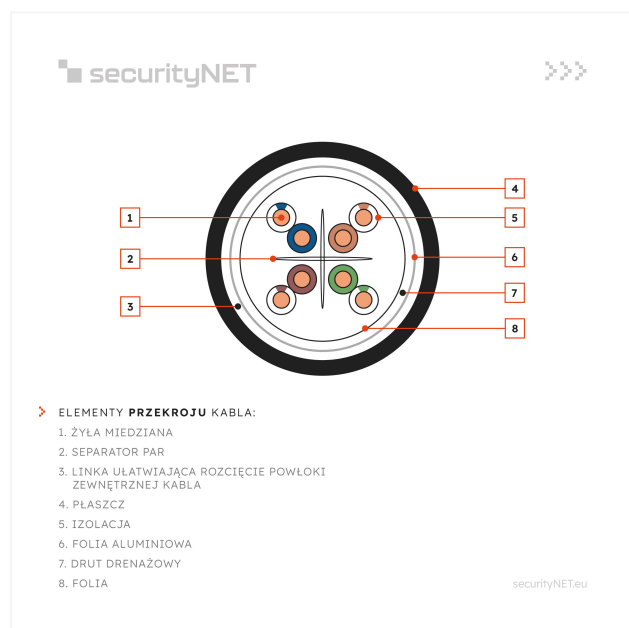 securityNET
1
2
3
4
5
6
7
8
ELEMENTY PRZEKROJU KABLA:
1. ŻYŁA MIEDZIANA
2. SEPARATOR PAR
3. LINKA UŁATWIAJĄCA ROZCIĘCIE POWŁOKI
ZEWNĘTRZNEJ KABLA
4. PŁASZCZ
5. IZOLACJA
6. FOLIA ALUMINIOWA
7. DRUT DRENAŻOWY
8. FOLIA
securityNET.eu